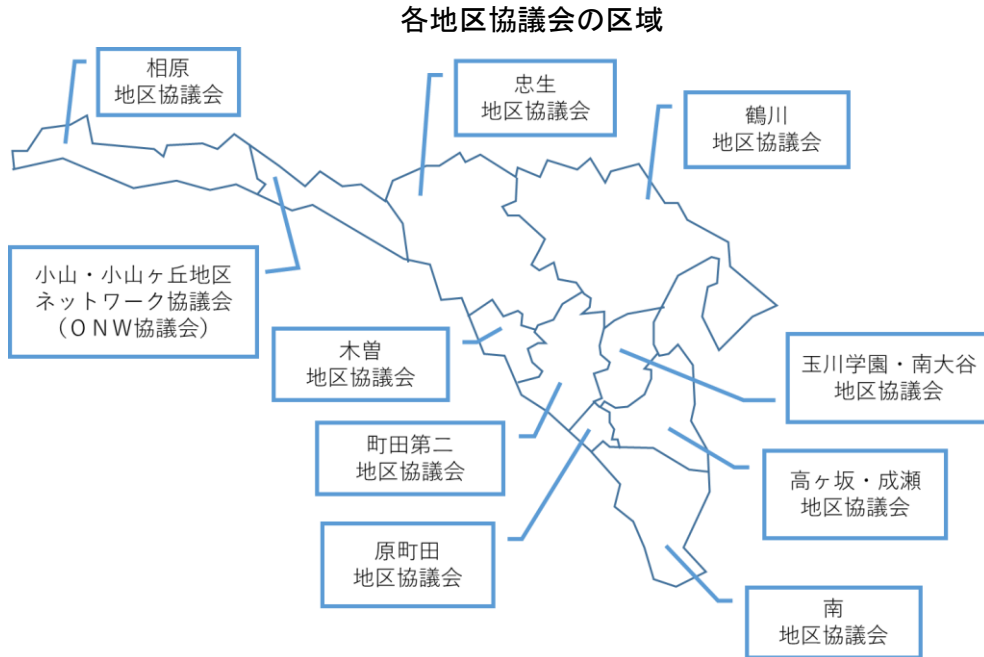 各地区協議会の区域
相原
地区協議会
忠生
地区協議会
鶴川
地区協議会
小山・小山ヶ丘地区
ネットワーク協議会
（ＯＮＷ協議会）
木曽
地区協議会
玉川学園・南大谷
地区協議会
町田第二
地区協議会
高ヶ坂・成瀬
地区協議会
原町田
地区協議会
南
地区協議会